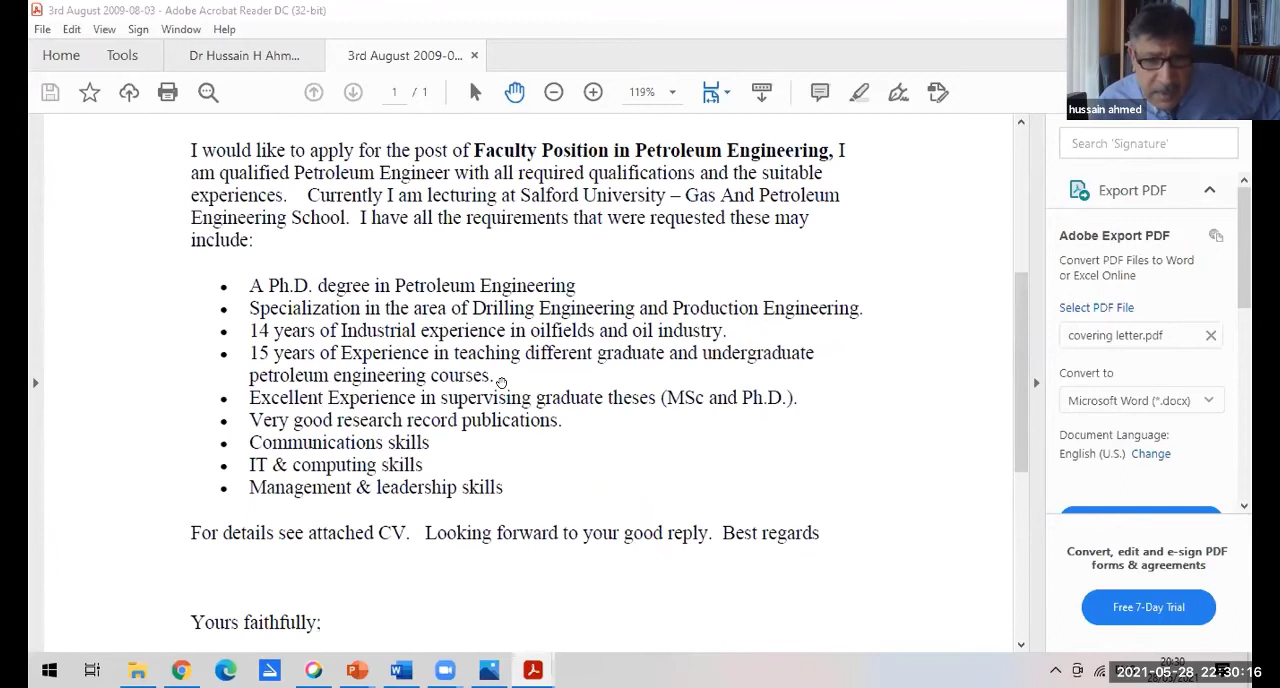 3rd August 2009-08-03 - Adobe Acrobat Reader DC (32-bit)
File Edit View Sign Window Help
Home Tools Dr Hussain H Ahm... 3rd August 2009-0... ×
1 / 1 119%
hussain ahmed
I would like to apply for the post of Faculty Position in Petroleum Engineering, I
am qualified Petroleum Engineer with all required qualifications and the suitable
experiences. Currently I am lecturing at Salford University – Gas And Petroleum
Engineering School. I have all the requirements that were requested these may
include:
• A Ph.D. degree in Petroleum Engineering
• Specialization in the area of Drilling Engineering and Production Engineering.
• 14 years of Industrial experience in oilfields and oil industry.
• 15 years of Experience in teaching different graduate and undergraduate
petroleum engineering courses.
• Excellent Experience in supervising graduate theses (MSc and Ph.D.).
• Very good research record publications.
• Communications skills
• IT & computing skills
• Management & leadership skills
For details see attached CV. Looking forward to your good reply. Best regards
Yours faithfully;
Search 'Signature'
Export PDF
Adobe Export PDF
Convert PDF Files to Word
or Excel Online
Select PDF File
covering letter.pdf
Convert to
Microsoft Word (*.docx)
Document Language:
English (U.S.) Change
Convert, edit and e-sign PDF
forms & agreements
Free 7-Day Trial
20:30
2021-05-28 20:30:16